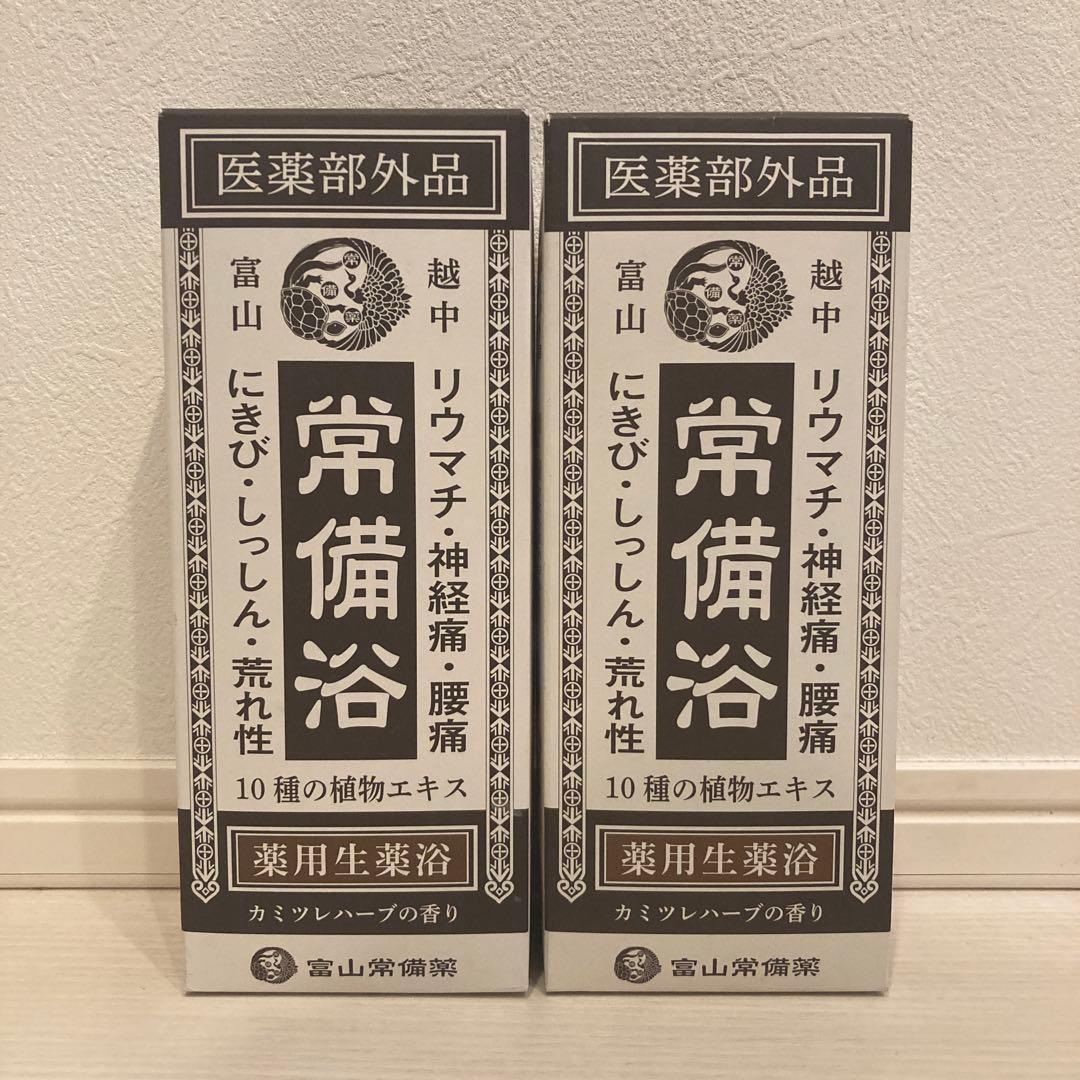 医薬部外品
越中
富山
常
備
薬
リウマチ・神経痛・腰痛
常備浴
にきび・しっしん・荒れ性
10種の植物エキス
薬用生薬浴
カミツレハーブの香り
富山常備薬
医薬部外品
越中
富山
常
備
薬
リウマチ・神経痛・腰痛
常備浴
にきび・しっしん・荒れ性
10種の植物エキス
薬用生薬浴
カミツレハーブの香り
富山常備薬